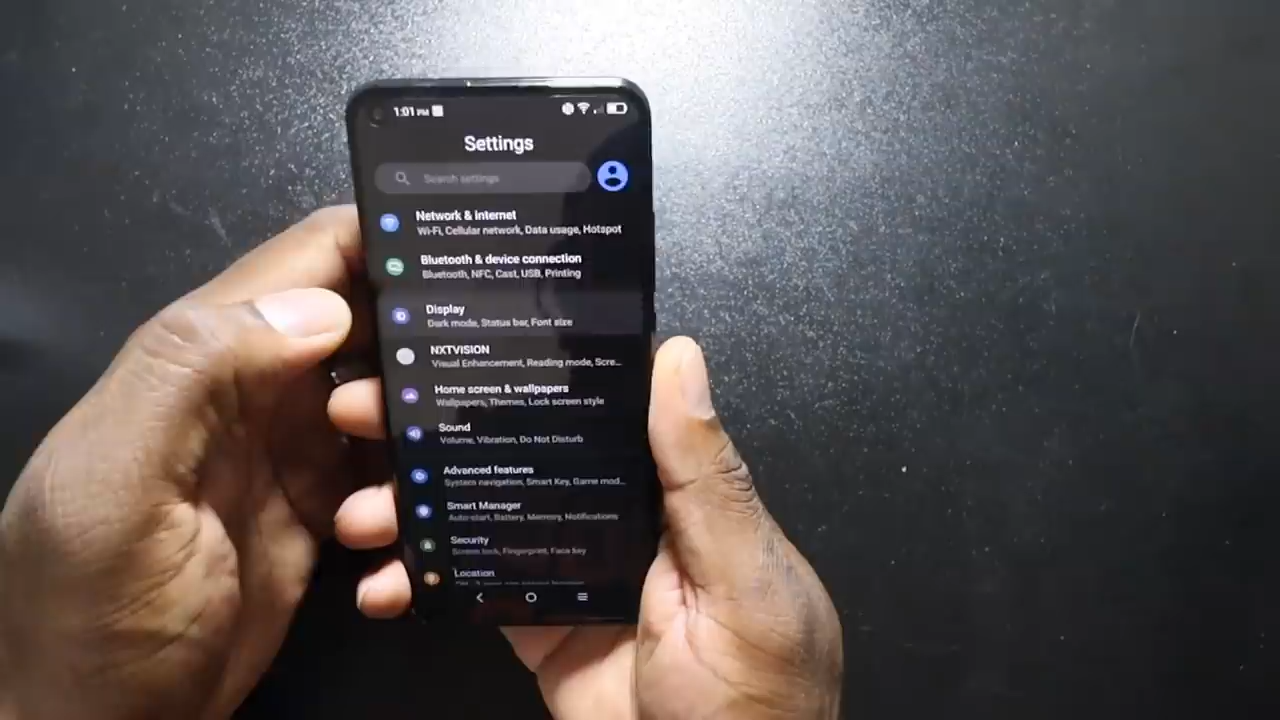 1:01 PM
Settings
Search settings
Network & Internet
Wi-Fi, Cellular network, Data usage, Hotspot
Bluetooth & device connection
Bluetooth, NFC, Cast, USB, Printing
Display
Dark mode, Status bar, Font size
NXTVISION
Visual Enhancement, Reading mode, Scre...
Home screen & wallpapers
Wallpapers, Themes, Lock screen style
Sound
Volume, Vibration, Do Not Disturb
Advanced features
System navigation, Smart Key, Game mod...
Smart Manager
Auto-start, Battery, Memory, Notifications
Security
Screen lock, Fingerprint, Face key
Location